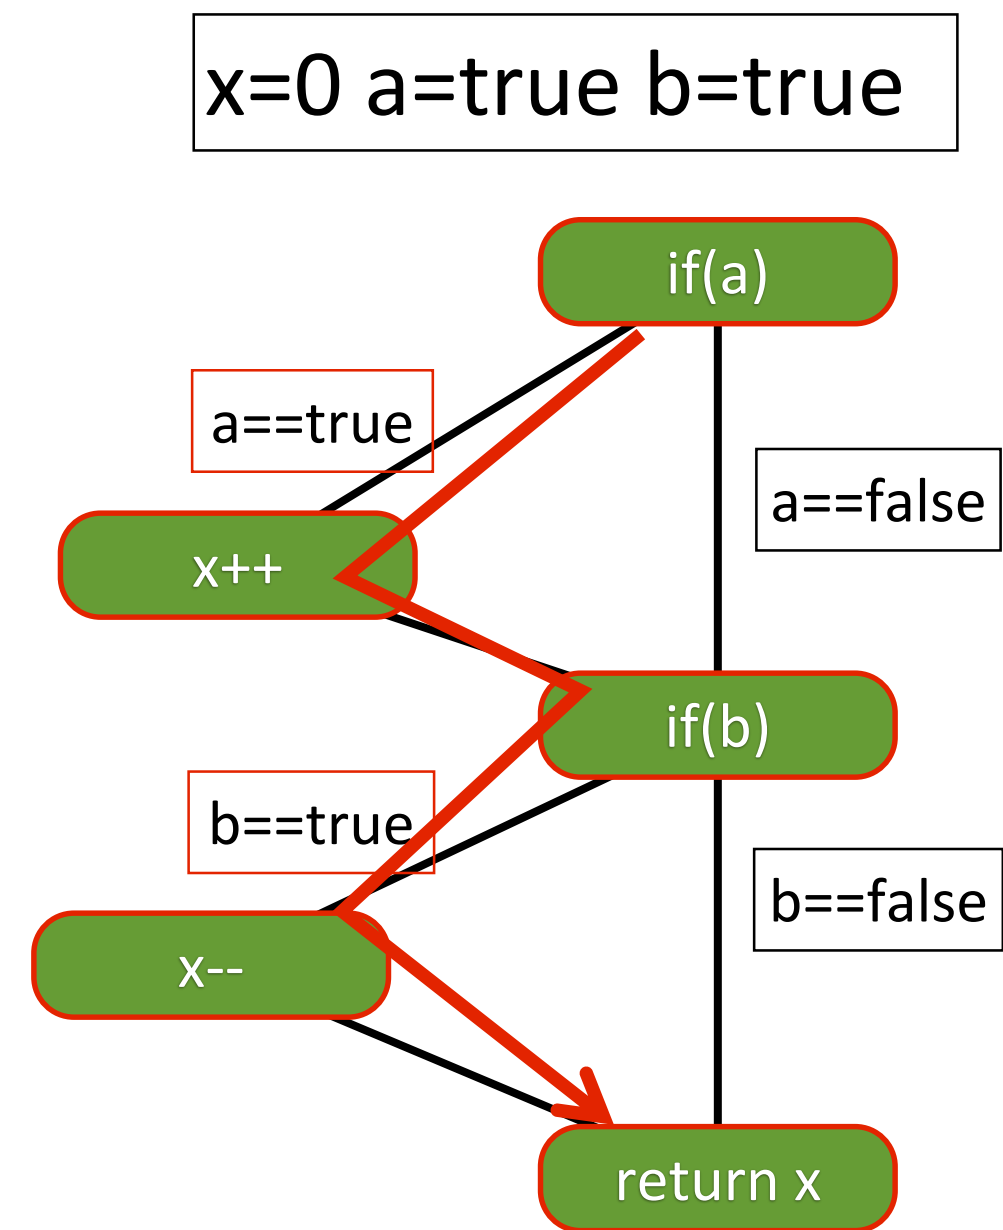 x=0 a=true b=true
if(a)
a==true
a==false
x++
if(b)
b==true
b==false
x--
return x